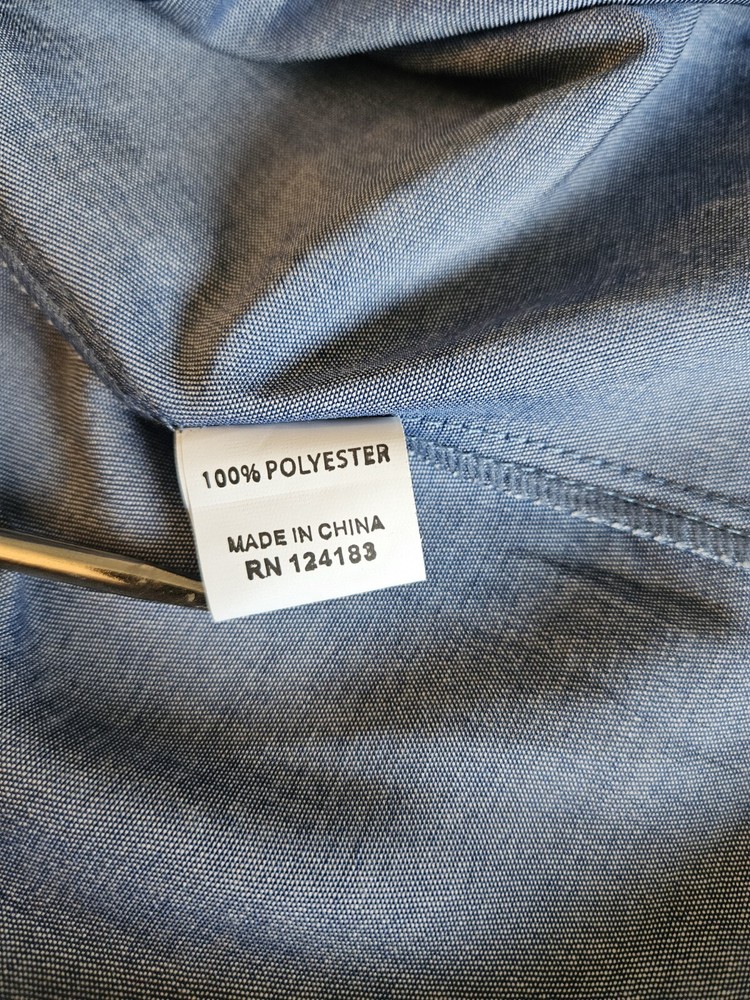 100% POLYESTER
MADE IN CHINA
RN 124183